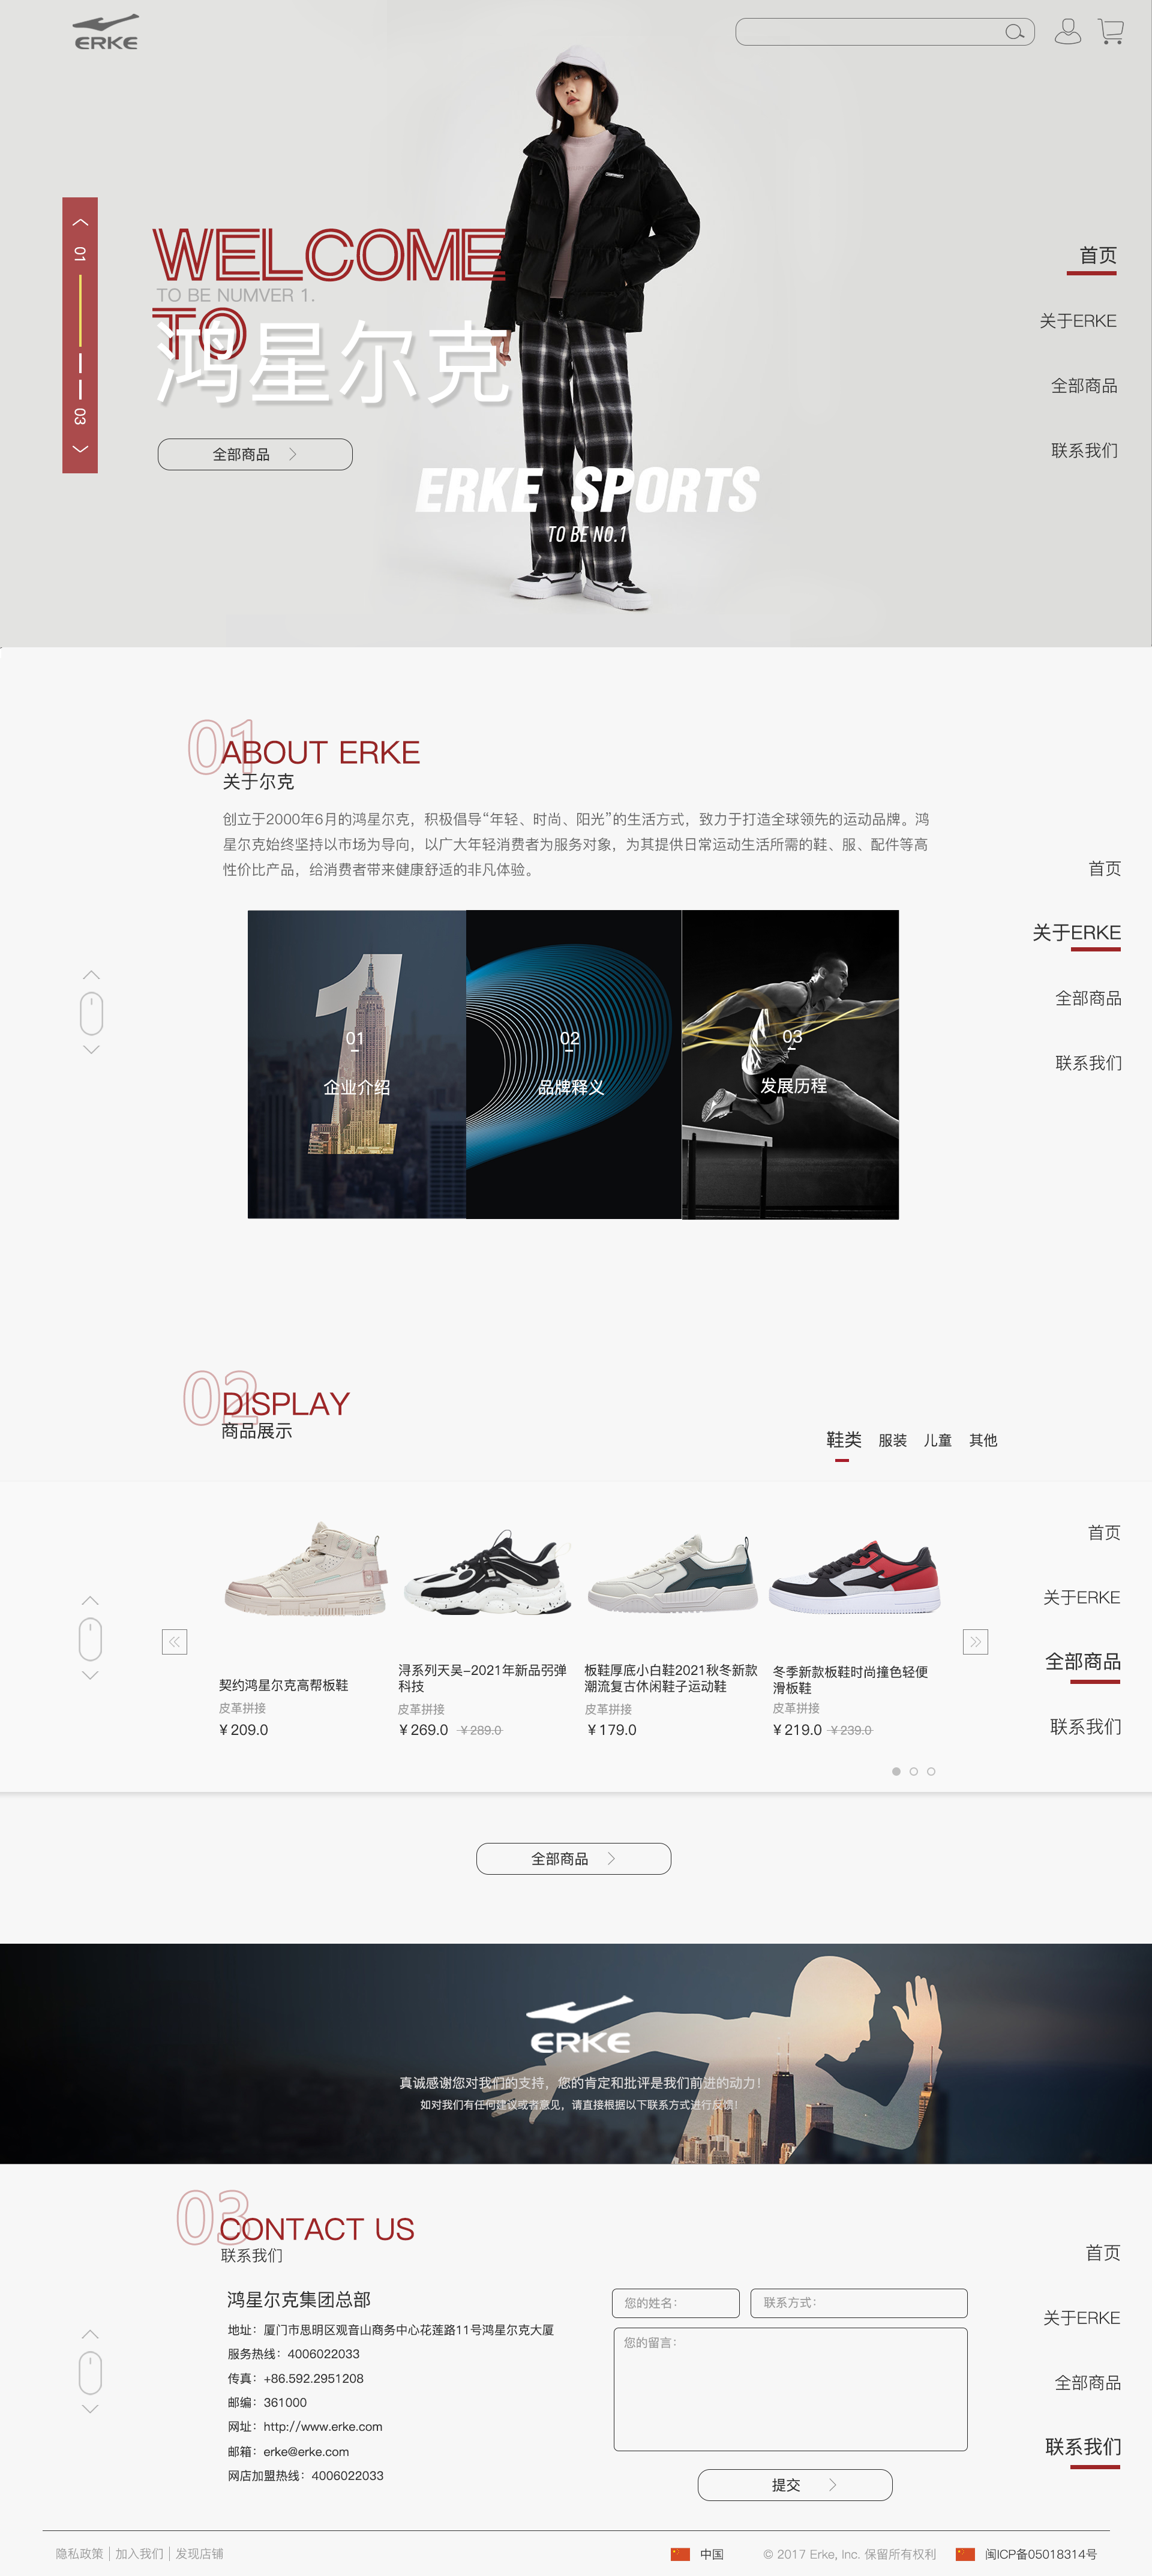 ERKE
首页
关于ERKE
全部商品
联系我们
01
03
WELCOME
TO BE NUMVER 1.
TO
鸿星尔克
全部商品
ERKE SPORTS
TO BE NO.1
01
ABOUT ERKE
关于尔克
创立于2000年6月的鸿星尔克，积极倡导“年轻、时尚、阳光”的生活方式，致力于打造全球领先的运动品牌。鸿
星尔克始终坚持以市场为导向，以广大年轻消费者为服务对象，为其提供日常运动生活所需的鞋、服、配件等高
性价比产品，给消费者带来健康舒适的非凡体验。
首页
关于ERKE
全部商品
联系我们
01
企业介绍
02
品牌释义
03
发展历程
02
DISPLAY
商品展示
鞋类 服装 儿童 其他
首页
关于ERKE
全部商品
联系我们
契约鸿星尔克高帮板鞋
皮革拼接
￥209.0
浔系列天吴-2021年新品弜弹
科技
皮革拼接
￥269.0 ￥289.0
板鞋厚底小白鞋2021秋冬新款
潮流复古休闲鞋子运动鞋
皮革拼接
￥179.0
冬季新款板鞋时尚撞色轻便
滑板鞋
皮革拼接
￥219.0 ￥239.0
全部商品
ERKE
真诚感谢您对我们的支持，您的肯定和批评是我们前进的动力！
如对我们有任何建议或者意见，请直接根据以下联系方式进行反馈！
03
CONTACT US
联系我们
鸿星尔克集团总部
地址：厦门市思明区观音山商务中心花莲路11号鸿星尔克大厦
服务热线：4006022033
传真：+86.592.2951208
邮编：361000
网址：http://www.erke.com
邮箱：erke@erke.com
网店加盟热线：4006022033
您的姓名：
联系方式：
您的留言：
提交
首页
关于ERKE
全部商品
联系我们
隐私政策｜加入我们｜发现店铺
中国
© 2017 Erke, Inc. 保留所有权利
闽ICP备05018314号